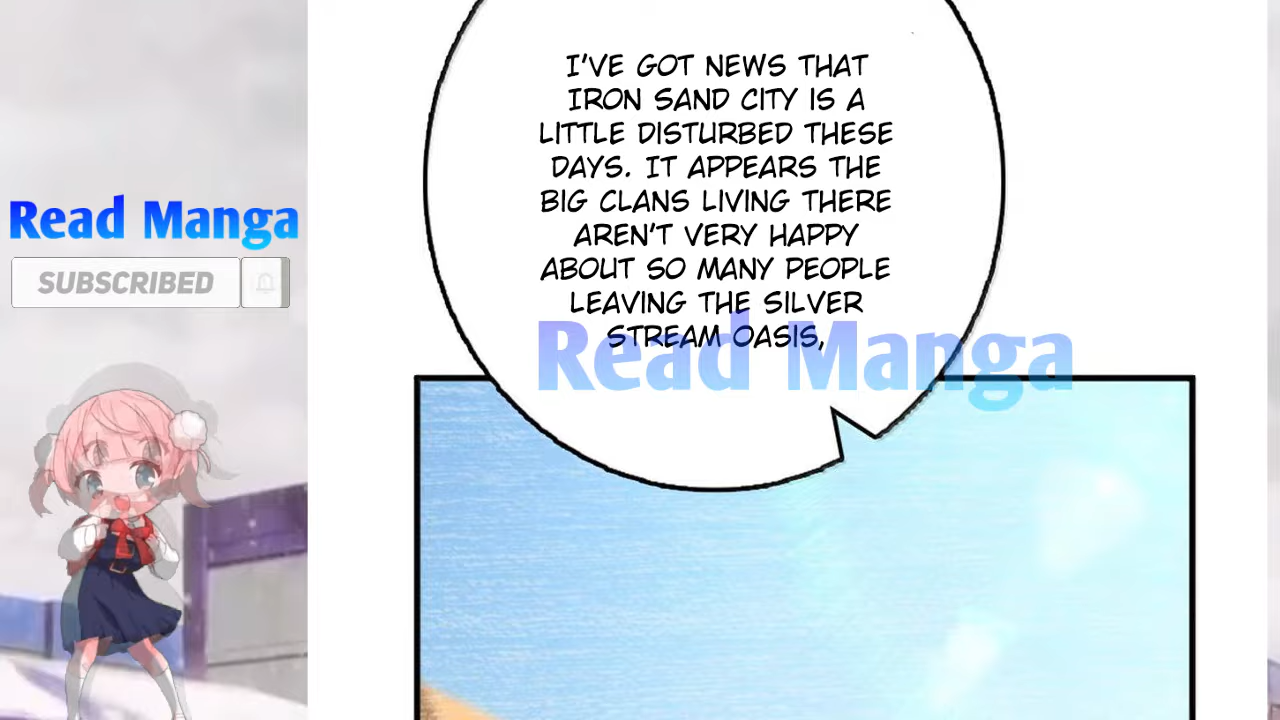 I'VE GOT NEWS THAT
IRON SAND CITY IS A
LITTLE DISTURBED THESE
DAYS. IT APPEARS THE
BIG CLANS LIVING THERE
AREN'T VERY HAPPY
ABOUT SO MANY PEOPLE
LEAVING THE SILVER
STREAM OASIS,
Read Manga
Read Manga
SUBSCRIBED